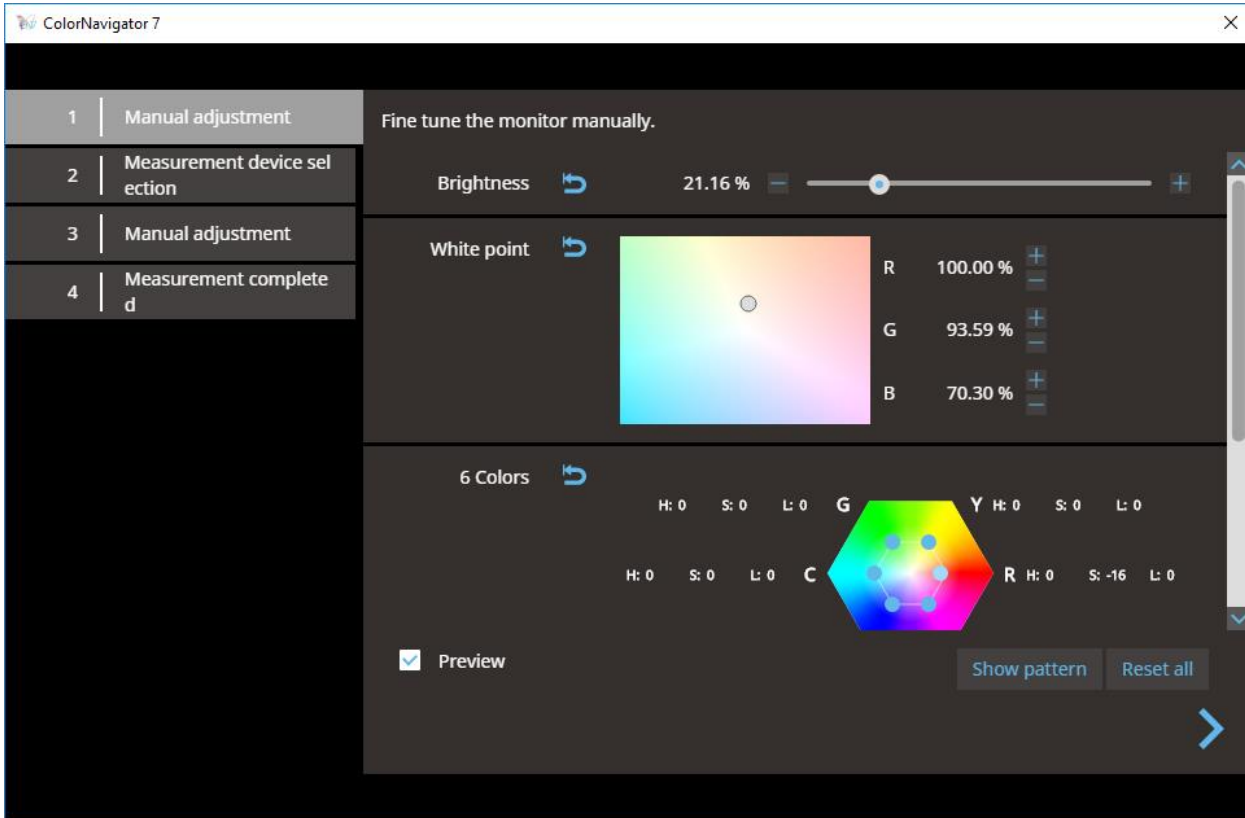 ColorNavigator 7
1 Manual adjustment
2 Measurement device sel
ection
3 Manual adjustment
4 Measurement complete
d
Fine tune the monitor manually.
Brightness 21.16 %
White point
R 100.00 %
G 93.59 %
B 70.30 %
6 Colors
H: 0 S: 0 L: 0 G Y H: 0 S: 0 L: 0
H: 0 S: 0 L: 0 C R H: 0 S: -16 L: 0
Preview
Show pattern Reset all